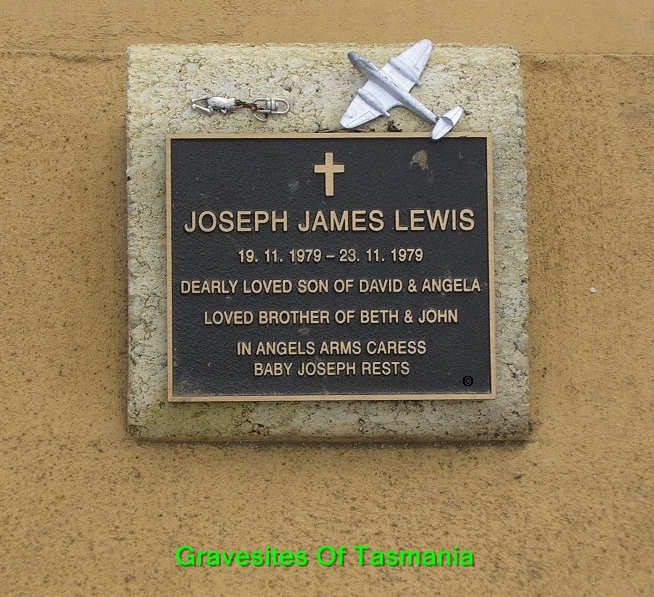 JOSEPH JAMES LEWIS
19. 11. 1979 – 23. 11. 1979
DEARLY LOVED SON OF DAVID & ANGELA
LOVED BROTHER OF BETH & JOHN
IN ANGELS ARMS CARESS
BABY JOSEPH RESTS
Gravesites Of Tasmania